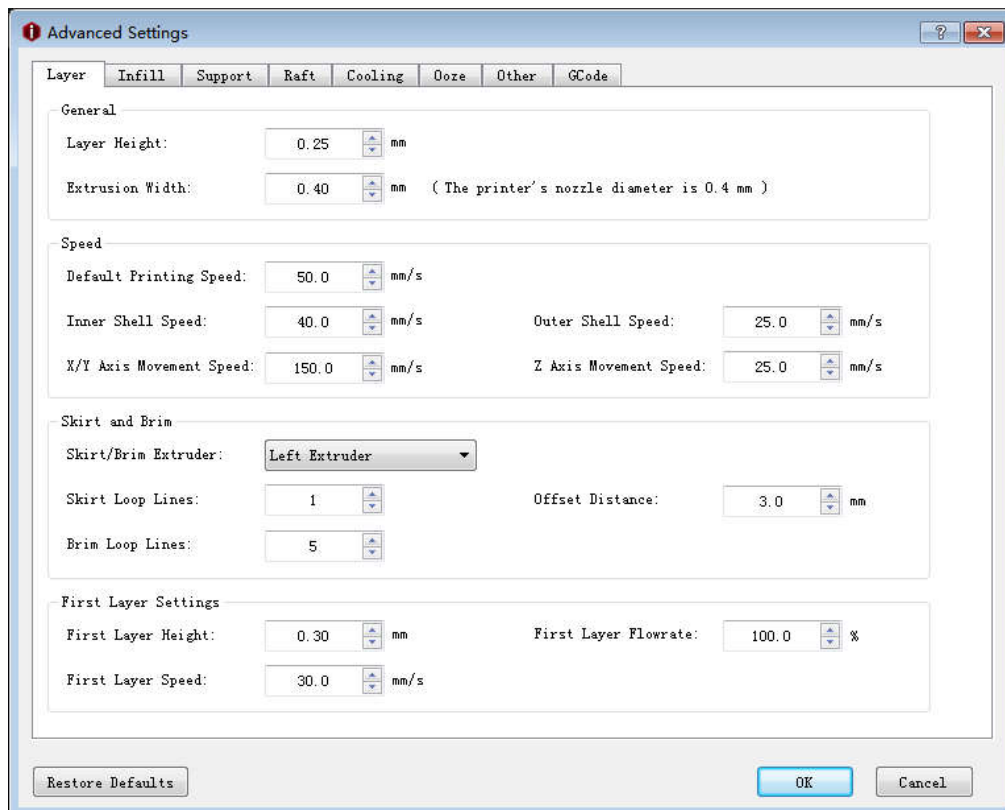 Advanced Settings
Layer Infill Support Raft Cooling Ooze Other GCode
General
Layer Height: 0.25 mm
Extrusion Width: 0.40 mm ( The printer's nozzle diameter is 0.4 mm )
Speed
Default Printing Speed: 50.0 mm/s
Inner Shell Speed: 40.0 mm/s Outer Shell Speed: 25.0 mm/s
X/Y Axis Movement Speed: 150.0 mm/s Z Axis Movement Speed: 25.0 mm/s
Skirt and Brim
Skirt/Brim Extruder: Left Extruder
Skirt Loop Lines: 1 Offset Distance: 3.0 mm
Brim Loop Lines: 5
First Layer Settings
First Layer Height: 0.30 mm First Layer Flowrate: 100.0 %
First Layer Speed: 30.0 mm/s
Restore Defaults OK Cancel